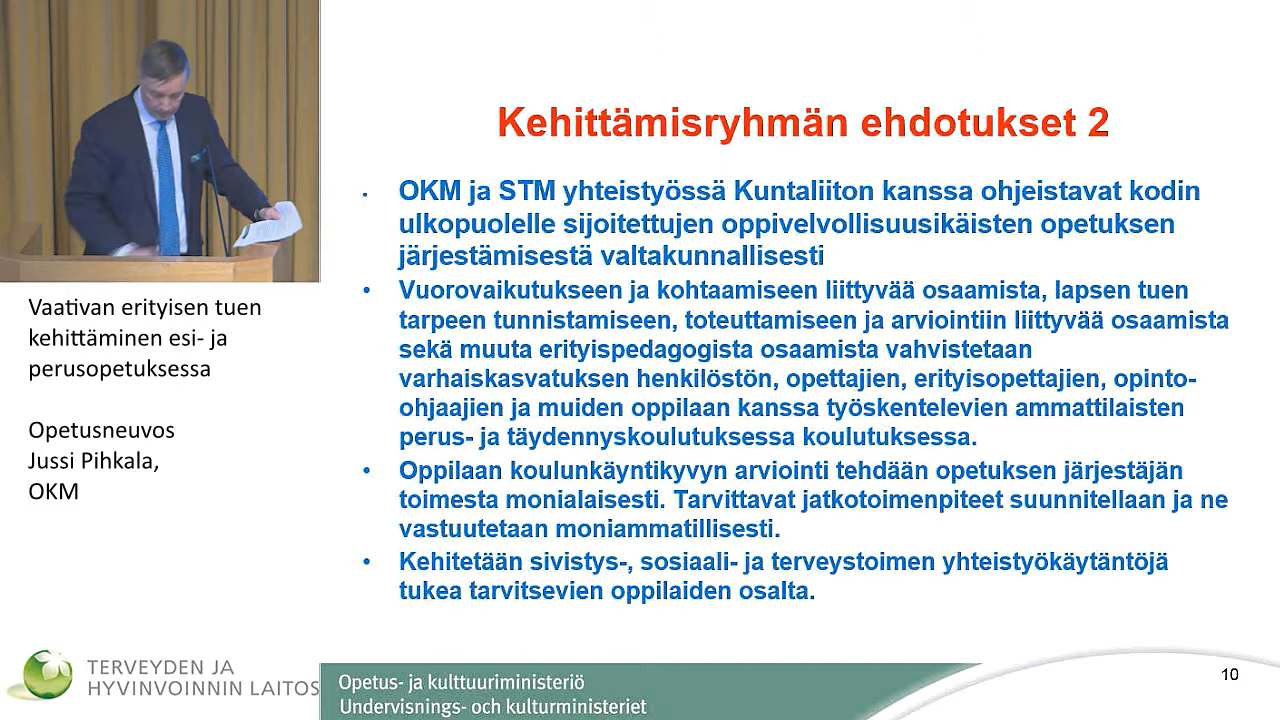 Kehittämisryhmän ehdotukset 2
• OKM ja STM yhteistyössä Kuntaliiton kanssa ohjeistavat kodin
ulkopuolelle sijoitettujen oppivelvollisuusikäisten opetuksen
järjestämisestä valtakunnallisesti
• Vuorovaikutukseen ja kohtaamiseen liittyvää osaamista, lapsen tuen
tarpeen tunnistamiseen, toteuttamiseen ja arviointiin liittyvää osaamista
sekä muuta erityispedagogista osaamista vahvistetaan
varhaiskasvatuksen henkilöstön, opettajien, erityisopettajien, opinto-
ohjaajien ja muiden oppilaan kanssa työskentelevien ammattilaisten
perus- ja täydennyskoulutuksessa koulutuksessa.
• Oppilaan koulunkäyntikyvyn arviointi tehdään opetuksen järjestäjän
toimesta monialaisesti. Tarvittavat jatkotoimenpiteet suunnitellaan ja ne
vastuutetaan moniammatillisesti.
• Kehitetään sivistys-, sosiaali- ja terveystoimen yhteistyökäytäntöjä
tukea tarvitsevien oppilaiden osalta.
Vaativan erityisen tuen
kehittäminen esi- ja
perusopetuksessa
Opetusneuvos
Jussi Pihkala,
OKM
TERVEYDEN JA
HYVINVOINNIN LAITOS
Opetus- ja kulttuuriministeriö
Undervisnings- och kulturministeriet
10